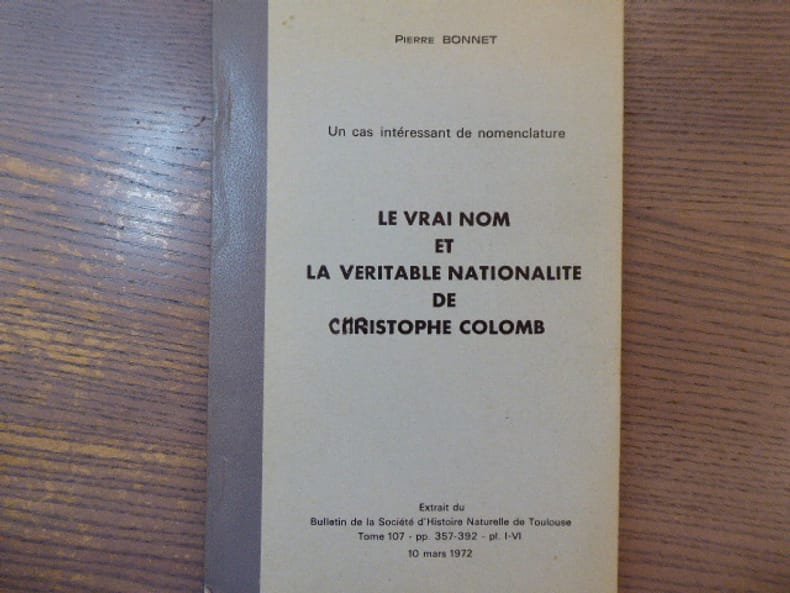 PIERRE BONNET
Un cas intéressant de nomenclature
LE VRAI NOM
ET
LA VERITABLE NATIONALITE
DE
CHRISTOPHE COLOMB
Extrait du
Bulletin de la Société d'Histoire Naturelle de Toulouse
Tome 107 - pp. 357-392 - pl. I-VI
10 mars 1972